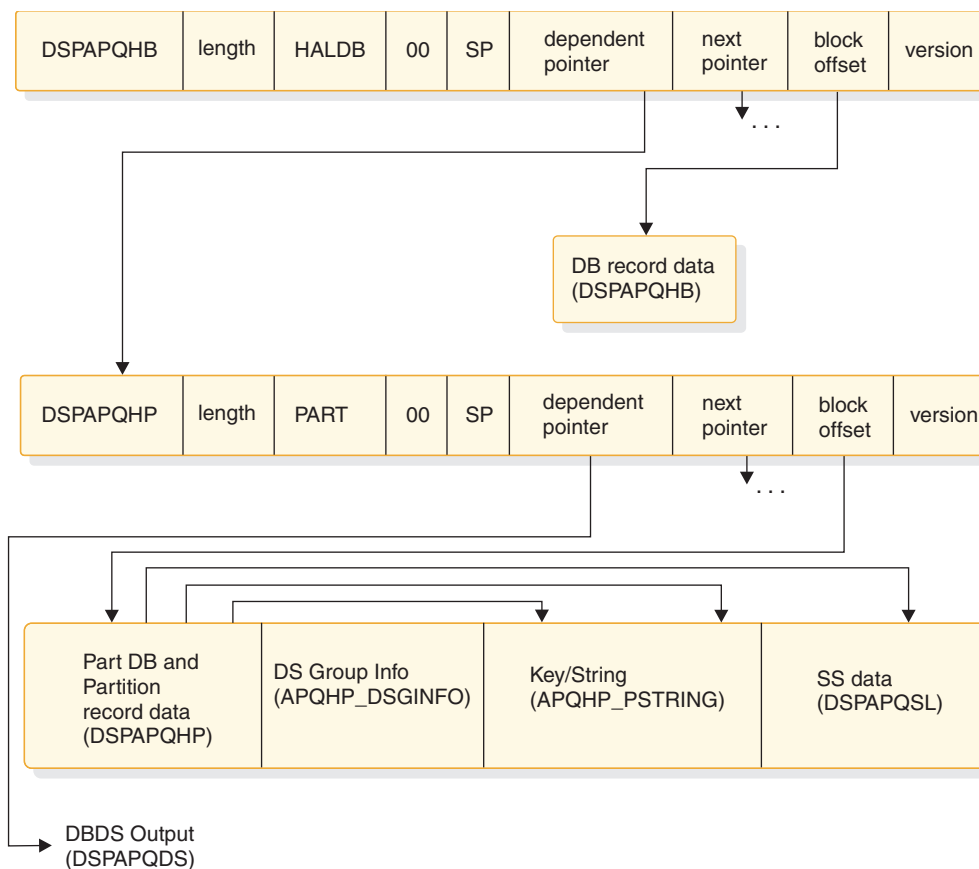 DSPAPQHB length HALDB 00 SP dependent pointer next pointer block offset version
. . .
DB record data
(DSPAPQHB)
DSPAPQHP length PART 00 SP dependent pointer next pointer block offset version
. . .
Part DB and
Partition
record data
(DSPAPQHP)
DS Group Info
(APQHP_DSGINFO)
Key/String
(APQHP_PSTRING)
SS data
(DSPAPQSL)
DBDS Output
(DSPAPQDS)